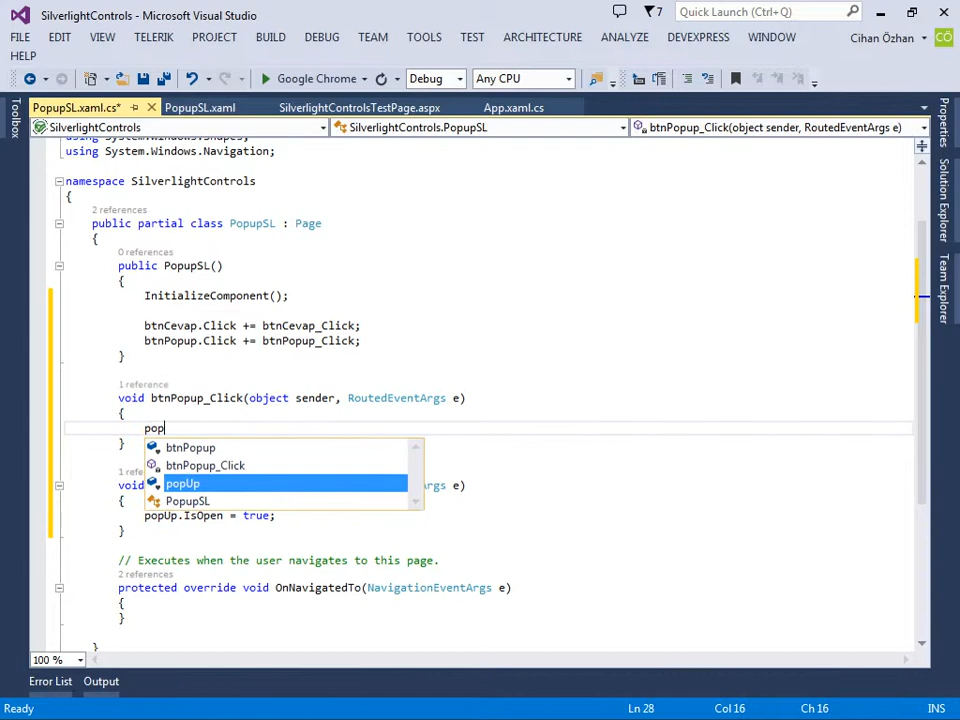 SilverlightControls - Microsoft Visual Studio
7
Quick Launch (Ctrl+Q)
FILE EDIT VIEW TELERIK PROJECT BUILD DEBUG TEAM TOOLS TEST ARCHITECTURE ANALYZE DEVEXPRESS WINDOW
Cihan Özhan CÖ
HELP
Google Chrome Debug Any CPU
PopupSL.xaml.cs* PopupSL.xaml SilverlightControlsTestPage.aspx App.xaml.cs
SilverlightControls SilverlightControls.PopupSL btnPopup_Click(object sender, RoutedEventArgs e)
Toolbox
Properties
Solution Explorer
Team Explorer
using System.Windows.Shapes;
using System.Windows.Navigation;
namespace SilverlightControls
{
2 references
public partial class PopupSL : Page
{
0 references
public PopupSL()
{
InitializeComponent();
btnCevap.Click += btnCevap_Click;
btnPopup.Click += btnPopup_Click;
}
1 reference
void btnPopup_Click(object sender, RoutedEventArgs e)
{
pop
}
btnPopup
btnPopup_Click
popUp
PopupSL
1 refe
void
Args e)
{
popUp.IsOpen = true;
}
// Executes when the user navigates to this page.
2 references
protected override void OnNavigatedTo(NavigationEventArgs e)
{
}
}
100 %
Error List Output
Ready Ln 28 Col 16 Ch 16 INS